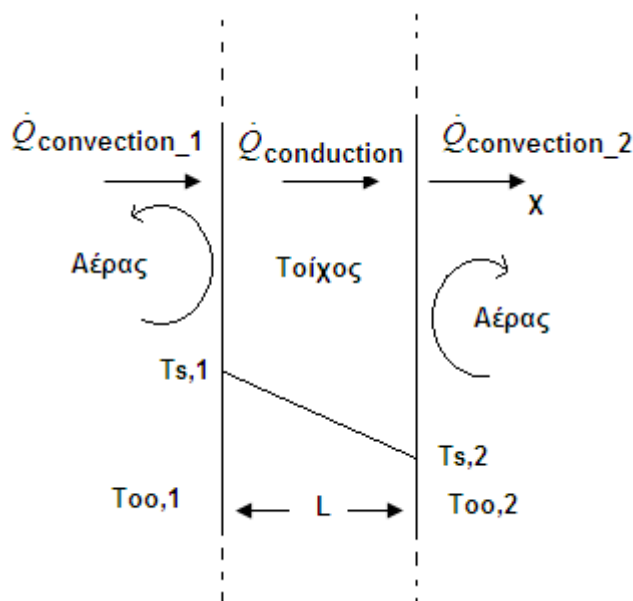 Q̇convection_1 Q̇conduction Q̇convection_2
X
Αέρας Τοίχος
Αέρας
Ts,1
Ts,2
Too,1 L Too,2